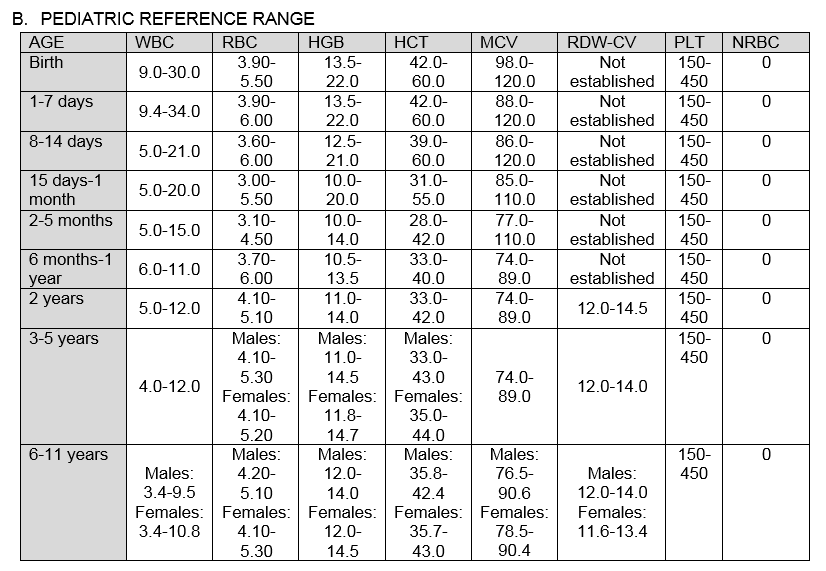 B. PEDIATRIC REFERENCE RANGE
AGE WBC RBC HGB HCT MCV RDW-CV PLT NRBC
Birth 9.0-30.0 3.90-5.50 13.5-22.0 42.0-60.0 98.0-120.0 Not established 150-450 0
1-7 days 9.4-34.0 3.90-6.00 13.5-22.0 42.0-60.0 88.0-120.0 Not established 150-450 0
8-14 days 5.0-21.0 3.60-6.00 12.5-21.0 39.0-60.0 86.0-120.0 Not established 150-450 0
15 days-1 month 5.0-20.0 3.00-5.50 10.0-20.0 31.0-55.0 85.0-110.0 Not established 150-450 0
2-5 months 5.0-15.0 3.10-4.50 10.0-14.0 28.0-42.0 77.0-110.0 Not established 150-450 0
6 months-1 year 6.0-11.0 3.70-6.00 10.5-13.5 33.0-40.0 74.0-89.0 Not established 150-450 0
2 years 5.0-12.0 4.10-5.10 11.0-14.0 33.0-42.0 74.0-89.0 12.0-14.5 150-450 0
3-5 years 4.0-12.0 Males: 4.10-5.30 Females: 4.10-5.20 Males: 11.0-14.5 Females: 11.8-14.7 Males: 33.0-43.0 Females: 35.0-44.0 74.0-89.0 12.0-14.0 150-450 0
6-11 years Males: 3.4-9.5 Females: 3.4-10.8 Males: 4.20-5.10 Females: 4.10-5.30 Males: 12.0-14.0 Females: 12.0-14.5 Males: 35.8-42.4 Females: 35.7-43.0 Males: 76.5-90.6 Females: 78.5-90.4 Males: 12.0-14.0 Females: 11.6-13.4 150-450 0